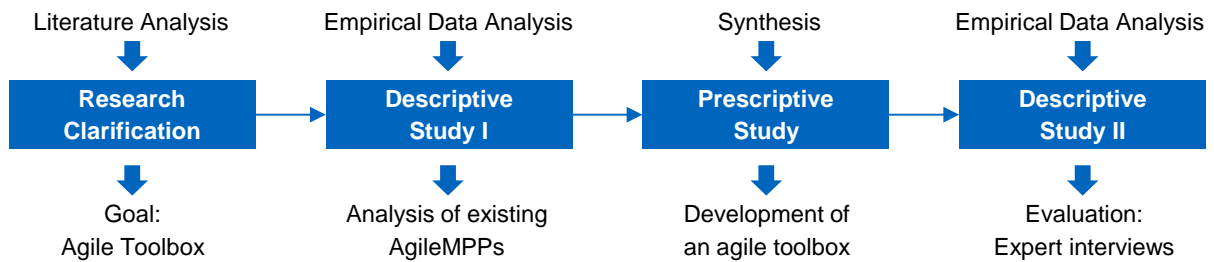 Literature Analysis
Empirical Data Analysis
Synthesis
Empirical Data Analysis
Research
Clarification
Descriptive
Study I
Prescriptive
Study
Descriptive
Study II
Goal:
Agile Toolbox
Analysis of existing
AgileMPPs
Development of
an agile toolbox
Evaluation:
Expert interviews